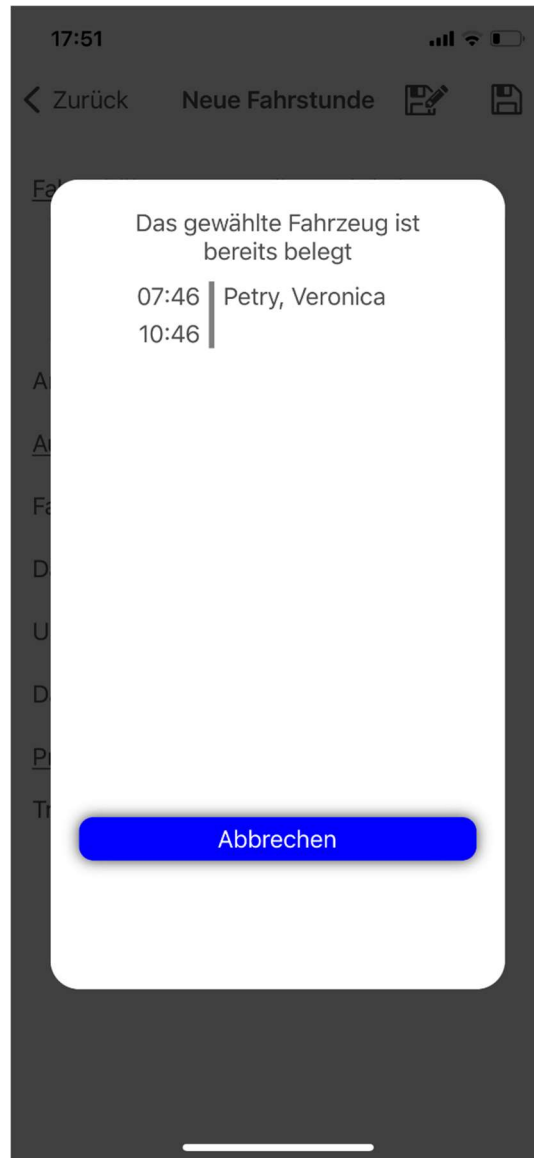 17:51
Zurück Neue Fahrstunde
Das gewählte Fahrzeug ist
bereits belegt
07:46 Petry, Veronica
10:46
Abbrechen